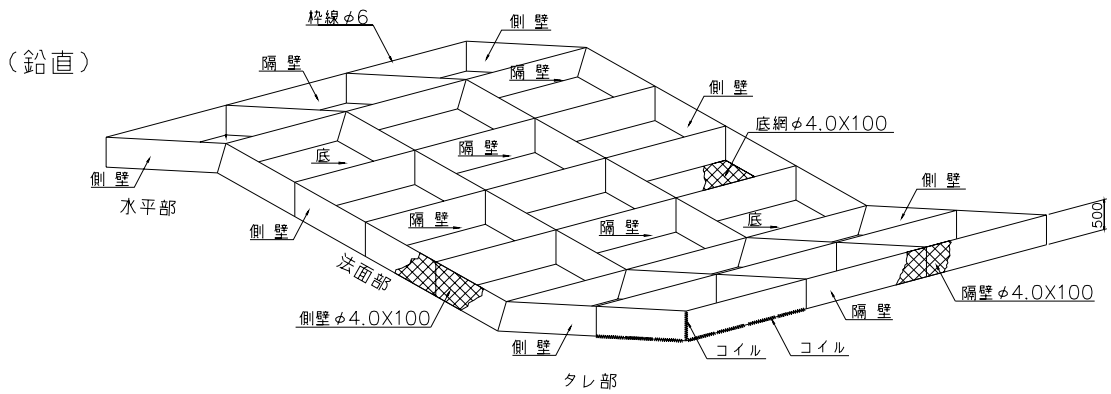 枠線φ6
側 壁
(鉛直)
隔 壁
隔 壁
側 壁
底網φ4.0X100
底
隔 壁
側 壁
側 壁
水平部
隔 壁
隔 壁
底
500
側 壁
法面部
隔壁φ4.0X100
側壁φ4.0X100
隔 壁
側 壁
コイル
コイル
タレ部